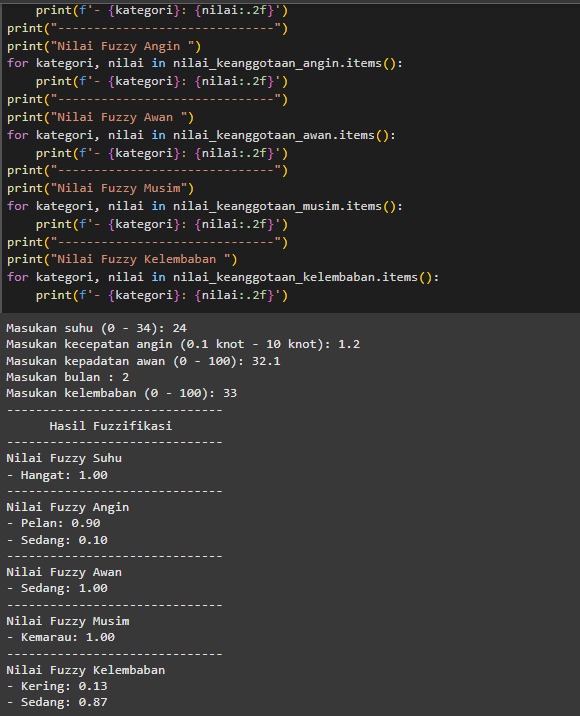 print(f'- {kategori}: {nilai:.2f}')
print("------------------------------")
print("Nilai Fuzzy Angin ")
for kategori, nilai in nilai_keanggotaan_angin.items():
    print(f'- {kategori}: {nilai:.2f}')
print("------------------------------")
print("Nilai Fuzzy Awan ")
for kategori, nilai in nilai_keanggotaan_awan.items():
    print(f'- {kategori}: {nilai:.2f}')
print("------------------------------")
print("Nilai Fuzzy Musim")
for kategori, nilai in nilai_keanggotaan_musim.items():
    print(f'- {kategori}: {nilai:.2f}')
print("------------------------------")
print("Nilai Fuzzy Kelembaban ")
for kategori, nilai in nilai_keanggotaan_kelembaban.items():
    print(f'- {kategori}: {nilai:.2f}')
Masukan suhu (0 - 34): 24
Masukan kecepatan angin (0.1 knot - 10 knot): 1.2
Masukan kepadatan awan (0 - 100): 32.1
Masukan bulan : 2
Masukan kelembaban (0 - 100): 33
------------------------------
      Hasil Fuzzifikasi
------------------------------
Nilai Fuzzy Suhu
- Hangat: 1.00
------------------------------
Nilai Fuzzy Angin
- Pelan: 0.90
- Sedang: 0.10
------------------------------
Nilai Fuzzy Awan
- Sedang: 1.00
------------------------------
Nilai Fuzzy Musim
- Kemarau: 1.00
------------------------------
Nilai Fuzzy Kelembaban
- Kering: 0.13
- Sedang: 0.87